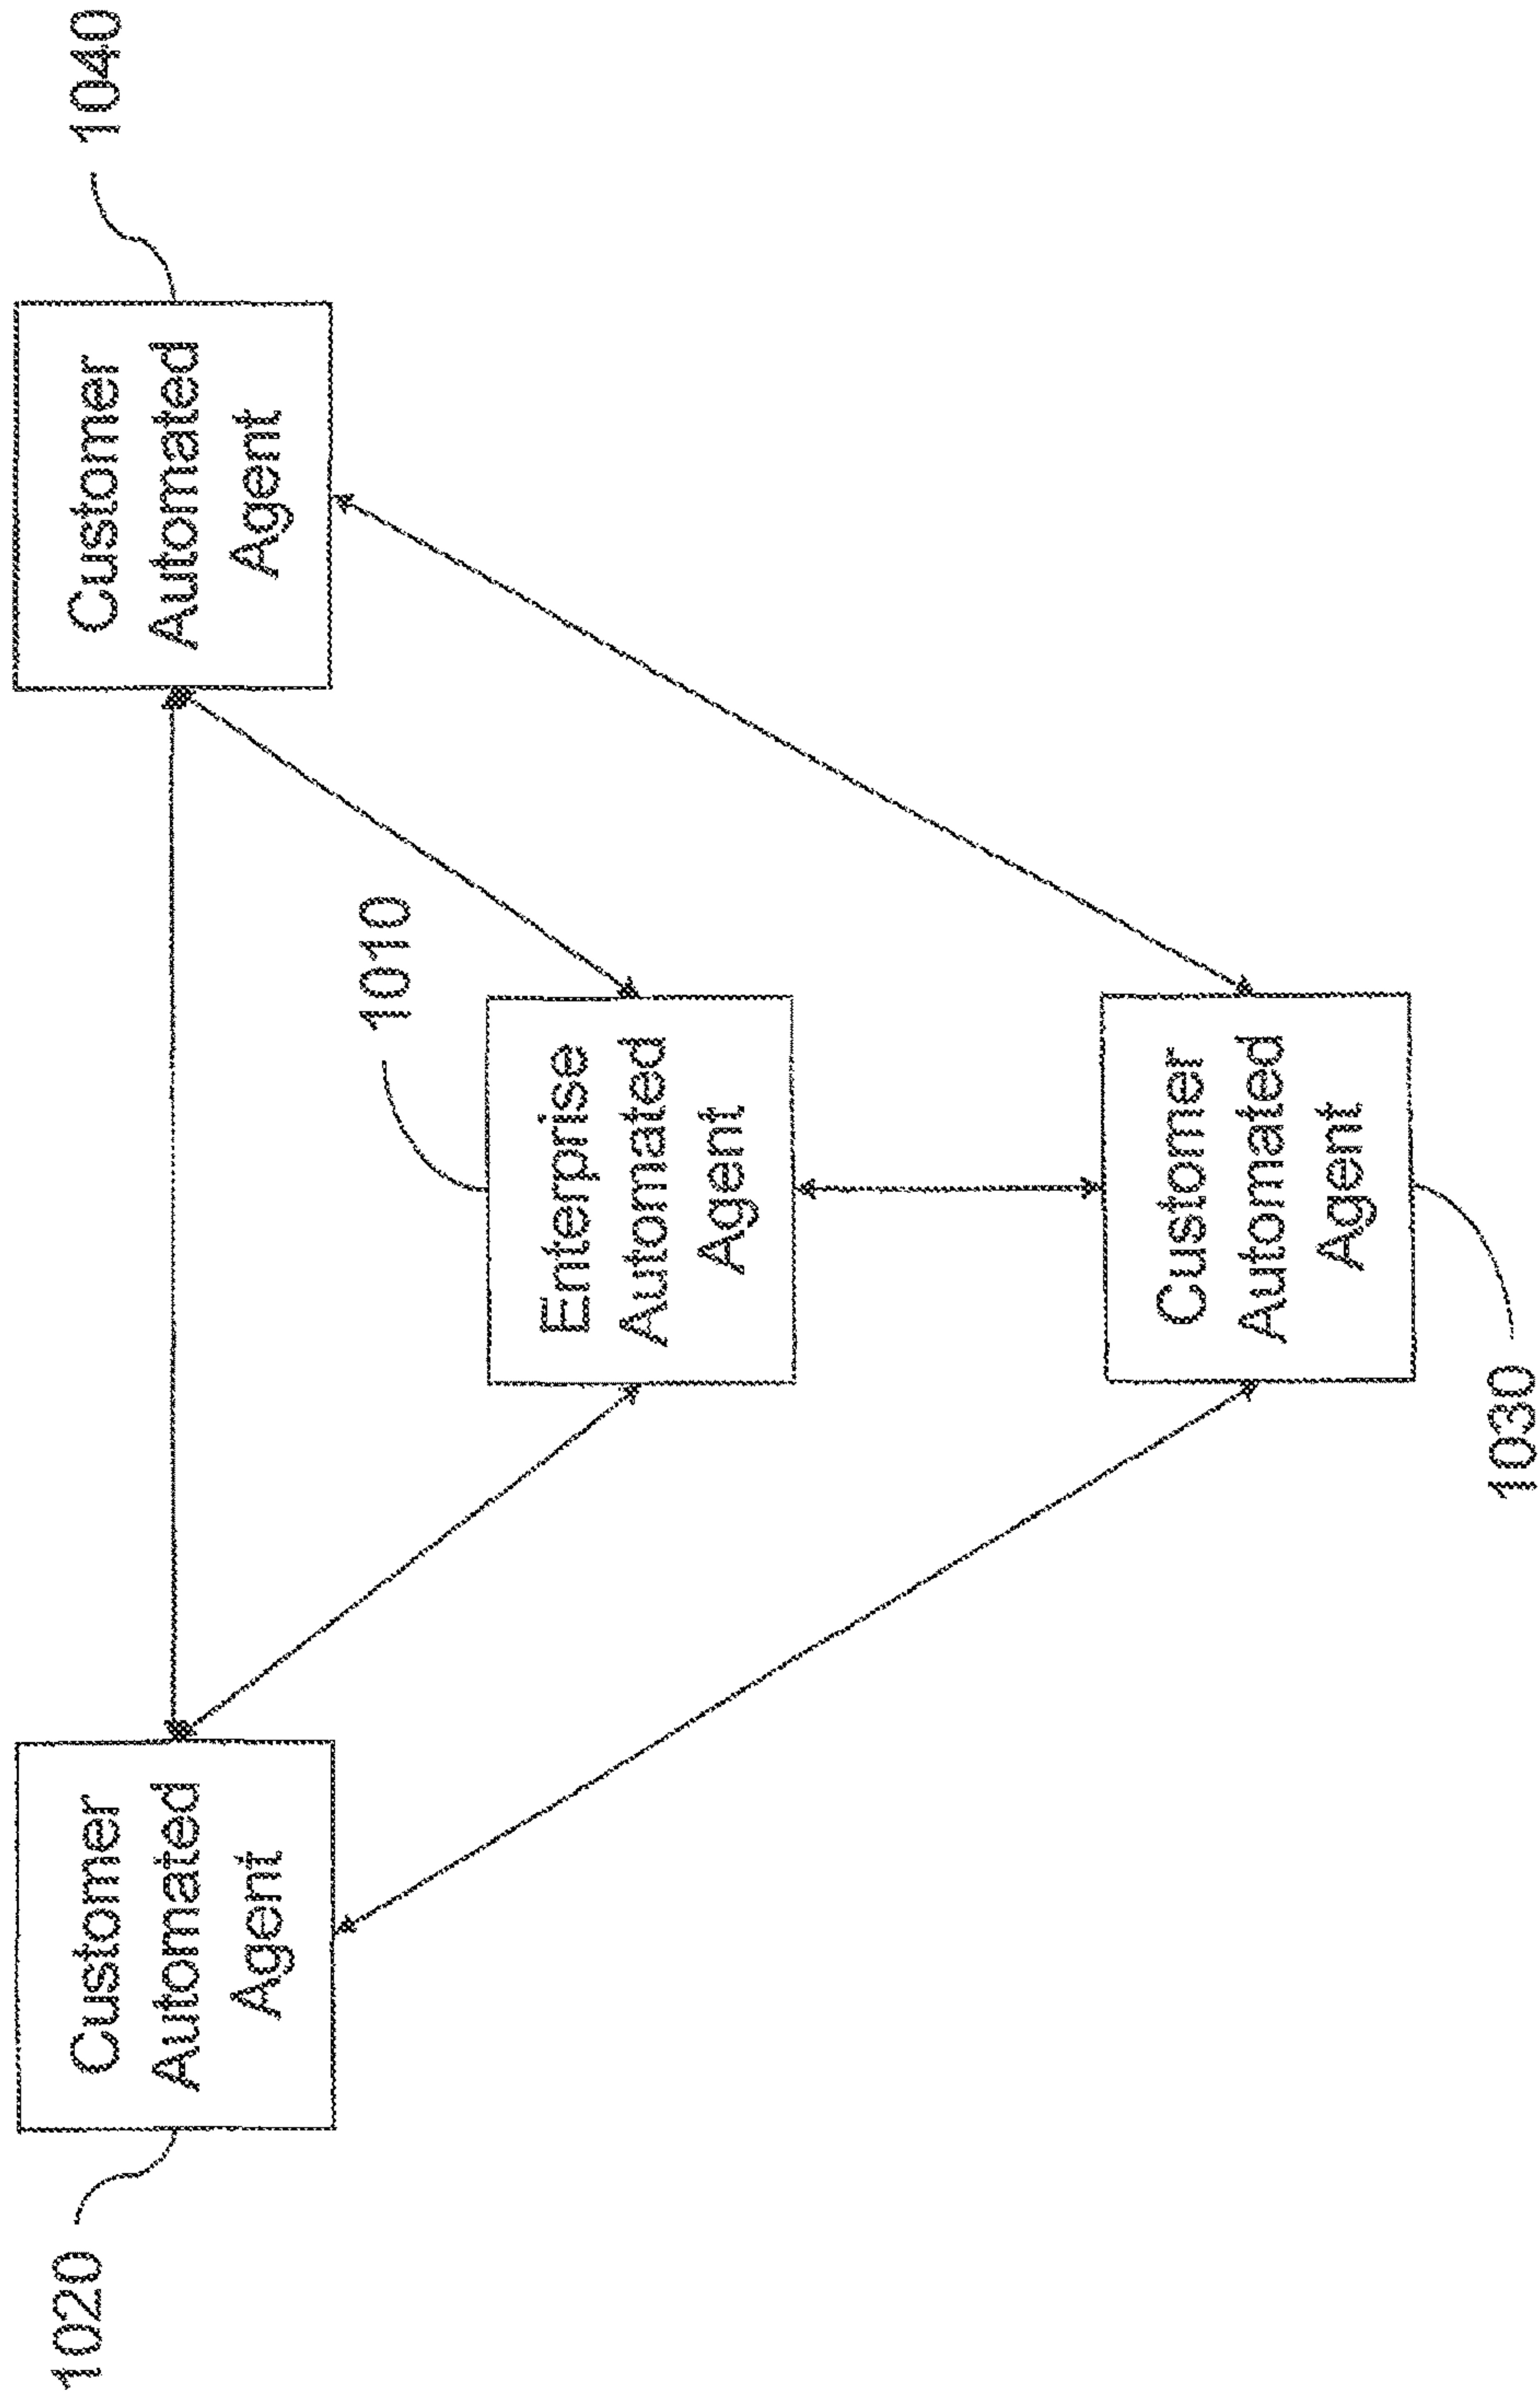 1020
Customer
Automated
Agent
1010
Enterprise
Automated
Agent
1040
Customer
Automated
Agent
Customer
Automated
Agent
1030